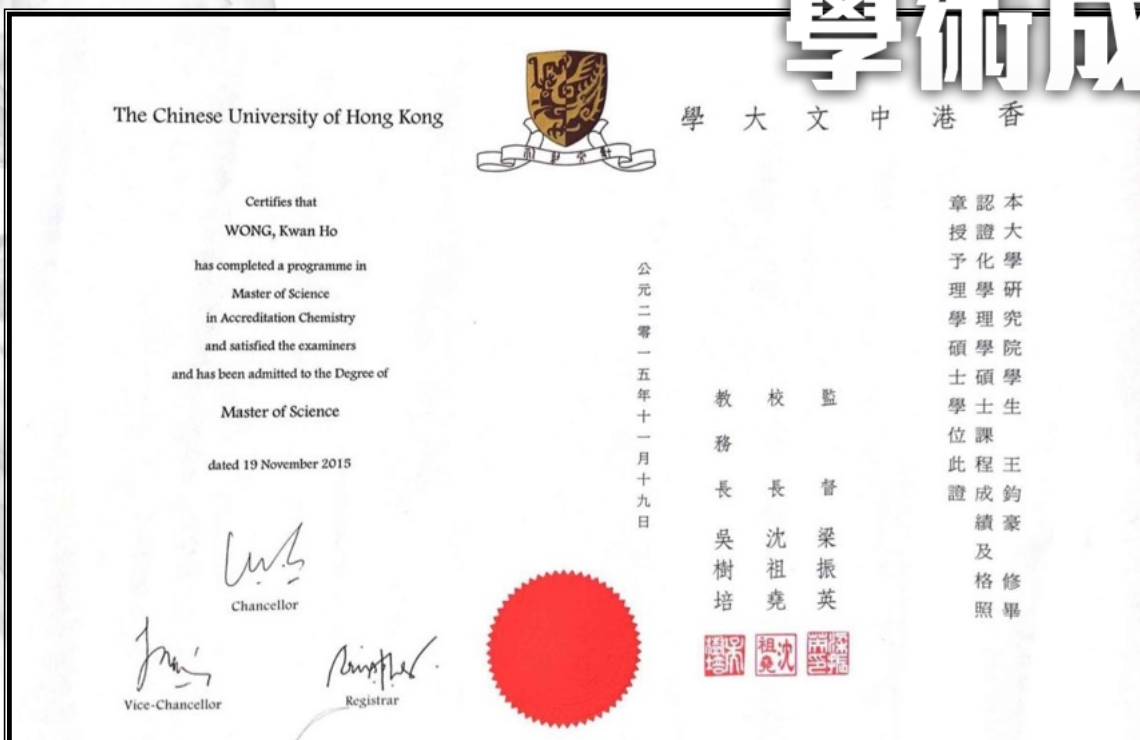 學術成
The Chinese University of Hong Kong
香港中文大學
Certifies that
WONG, Kwan Ho
has completed a programme in
Master of Science
in Accreditation Chemistry
and satisfied the examiners
and has been admitted to the Degree of
Master of Science
dated 19 November 2015
Chancellor
Vice-Chancellor
Registrar
本大學研究院學生 王鈞豪 修畢
認證化學理學碩士課程成績及格照
章授予理學碩士學位此證
監督 梁振英
校長 沈祖堯
教務長 吳樹培
公元二零一五年十一月十九日